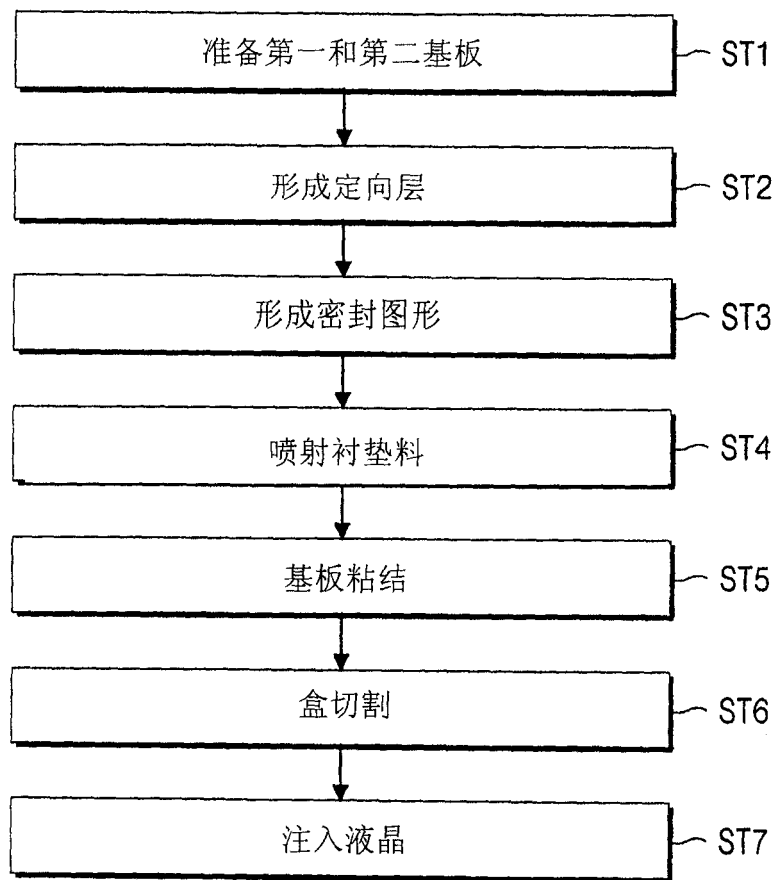 准备第一和第二基板 ST1
形成定向层 ST2
形成密封图形 ST3
喷射衬垫料 ST4
基板粘结 ST5
盒切割 ST6
注入液晶 ST7